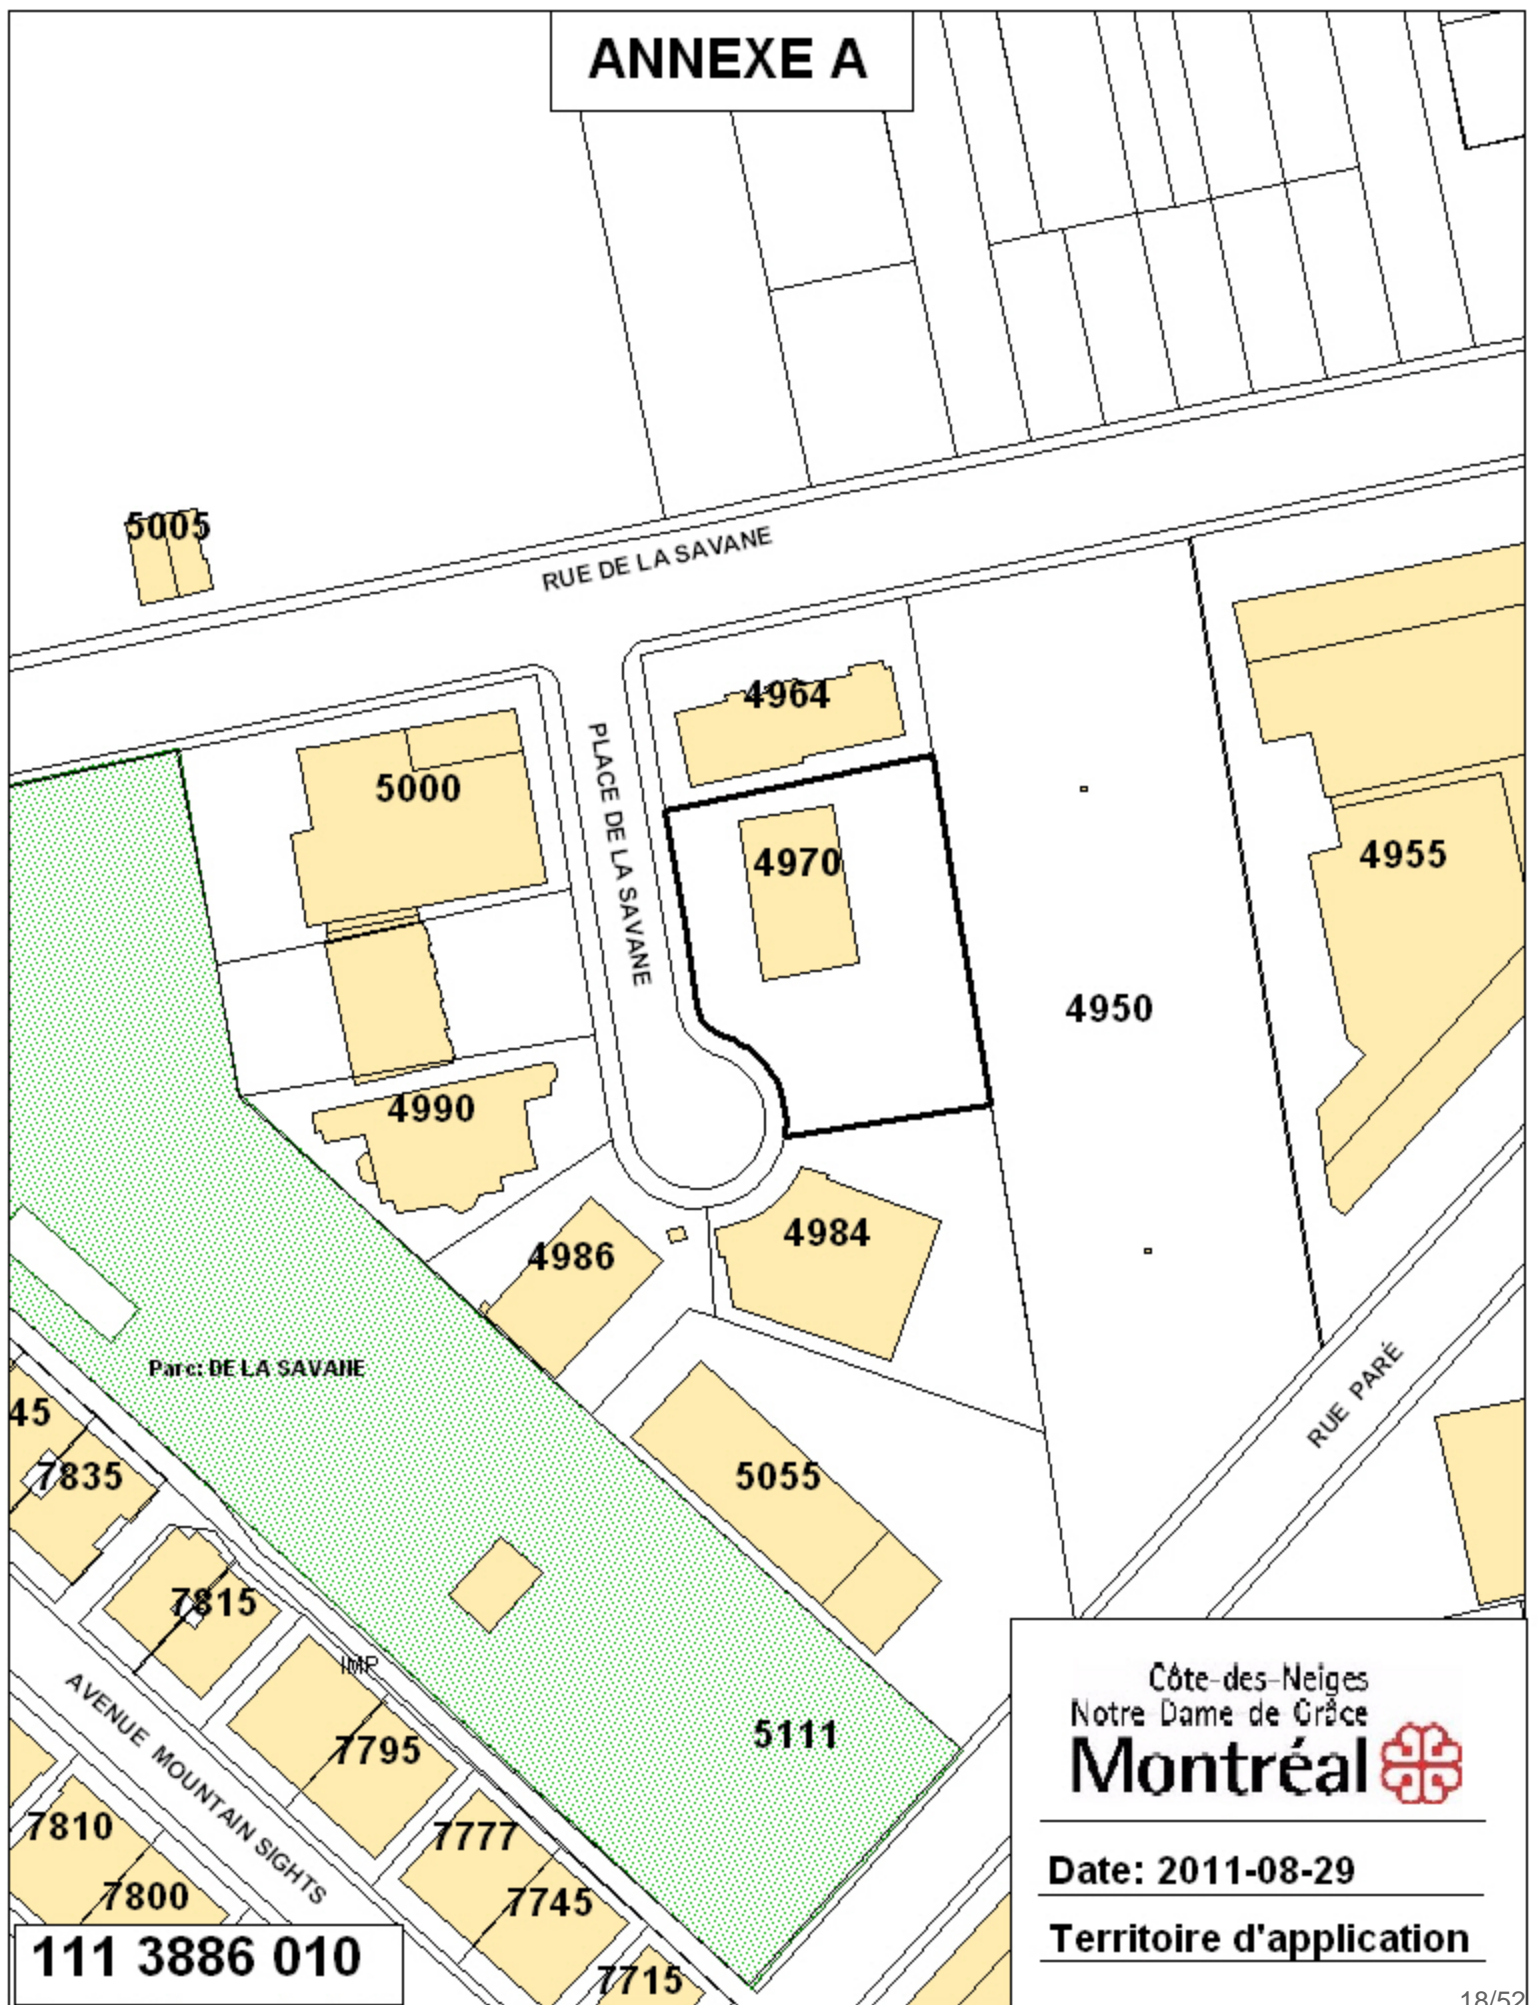 ANNEXE A
5005
RUE DE LA SAVANE
4964
PLACE DE LA SAVANE
5000
4970
4955
4950
4990
4984
4986
Parc: DE LA SAVANE
RUE PARÉ
45
7835
5055
7815
IMP
AVENUE MOUNTAIN SIGHTS
5111
7795
7810
7777
7800
7745
7715
111 3886 010
Côte-des-Neiges
Notre Dame de Grâce
Montréal
Date: 2011-08-29
Territoire d'application
18/52